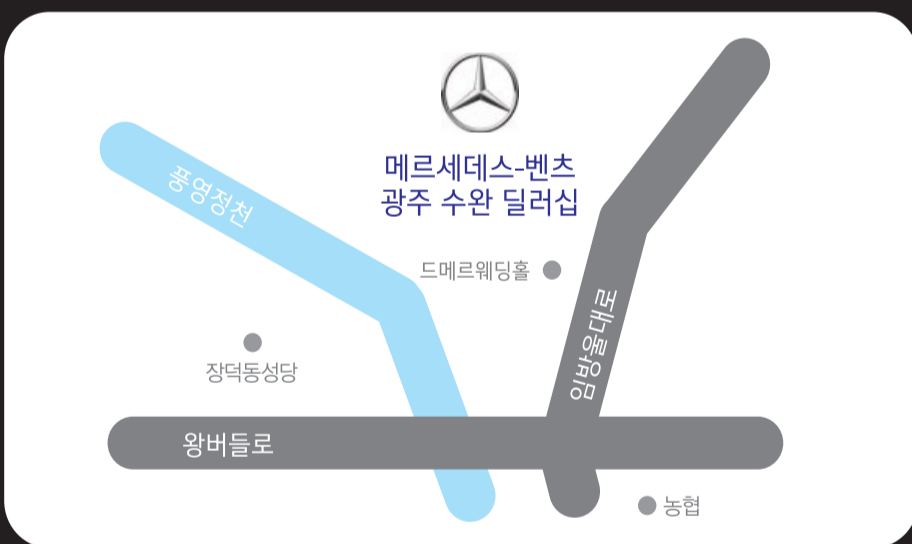 메르세데스-벤츠
광주 수완 딜러십
풍영정천
드메르웨딩홀
임방울대로
장덕동성당
왕버들로
농협